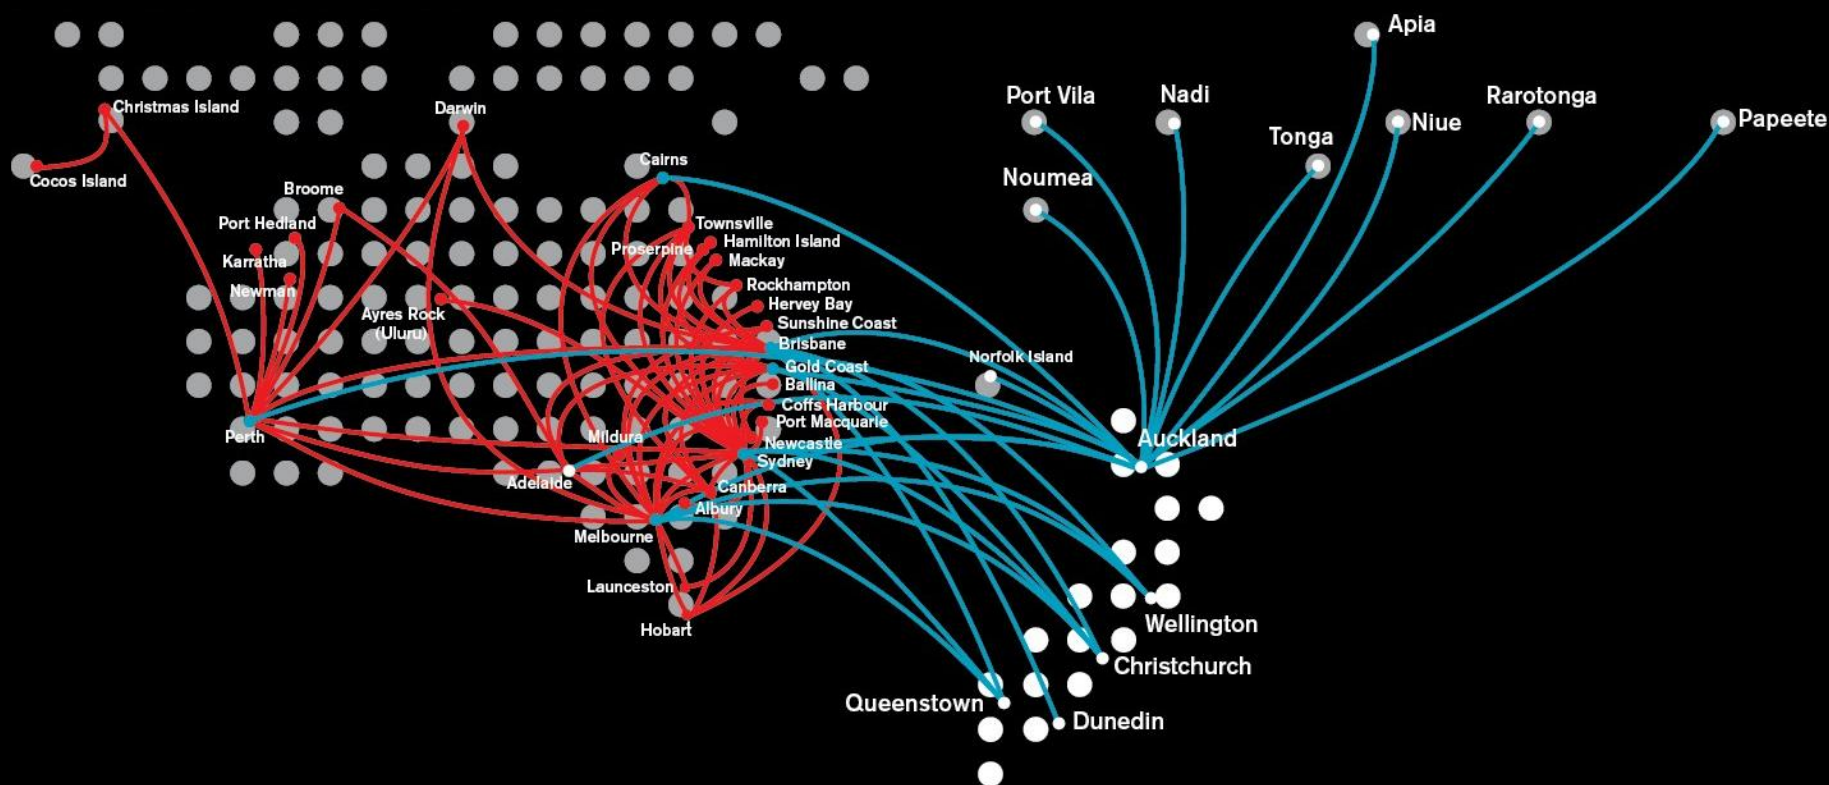 Apia
Port Vila
Nadi
Rarotonga
Christmas Island
Darwin
Niue
Papeete
Tonga
Cairns
Cocos Island
Noumea
Broome
Port Hedland
Townsville
Hamilton Island
Proserpine
Karratha
Mackay
Newman
Rockhampton
Hervey Bay
Ayres Rock
(Uluru)
Sunshine Coast
Brisbane
Norfolk Island
Gold Coast
Ballina
Coffs Harbour
Port Macquarie
Perth
Mildura
Auckland
Newcastle
Sydney
Adelaide
Canberra
Albury
Melbourne
Launceston
Hobart
Wellington
Christchurch
Queenstown
Dunedin